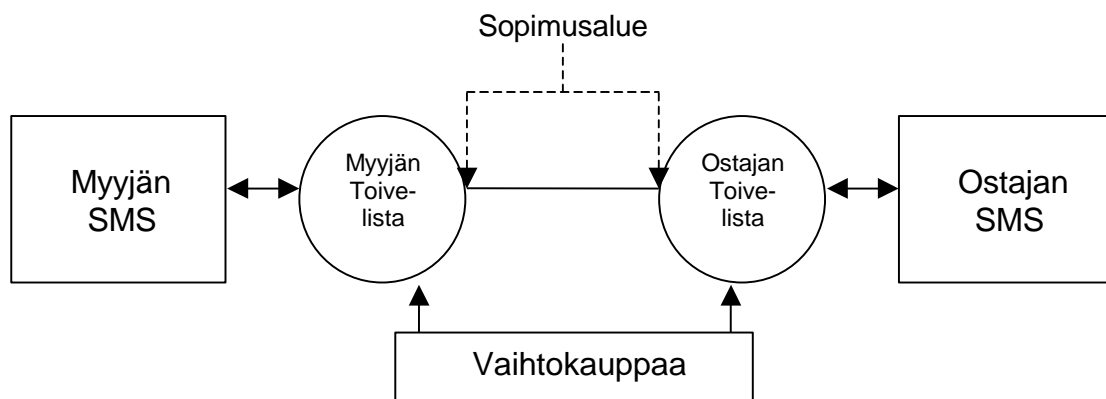 Sopimusalue
Myyjän
SMS
Myyjän
Toive-
lista
Ostajan
Toive-
lista
Ostajan
SMS
Vaihtokauppaa